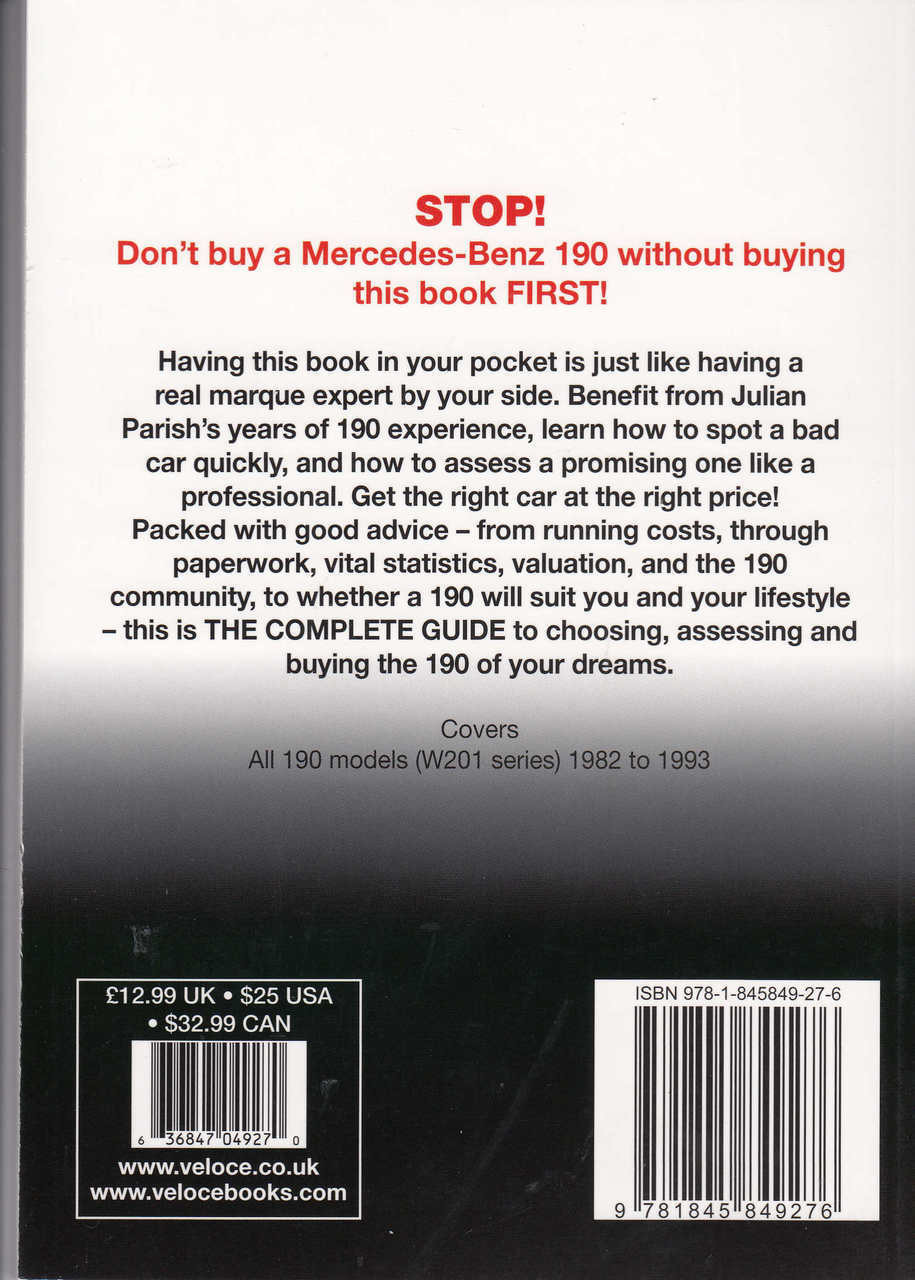 STOP!
Don't buy a Mercedes-Benz 190 without buying
this book FIRST!
Having this book in your pocket is just like having a
real marque expert by your side. Benefit from Julian
Parish's years of 190 experience, learn how to spot a bad
car quickly, and how to assess a promising one like a
professional. Get the right car at the right price!
Packed with good advice – from running costs, through
paperwork, vital statistics, valuation, and the 190
community, to whether a 190 will suit you and your lifestyle
– this is THE COMPLETE GUIDE to choosing, assessing and
buying the 190 of your dreams.
Covers
All 190 models (W201 series) 1982 to 1993
£12.99 UK • $25 USA
• $32.99 CAN
6 36847 04927 0
www.veloce.co.uk
www.velocebooks.com
ISBN 978-1-845849-27-6
9 781845 849276